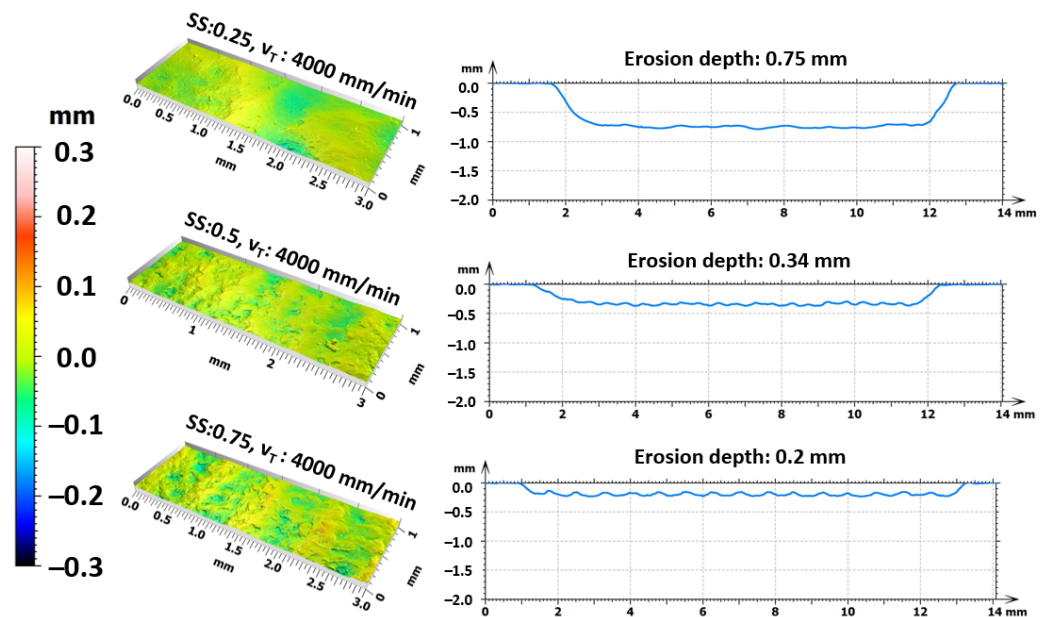 mm
0.3
0.2
0.1
0.0
−0.1
−0.2
−0.3
SS:0.25, vT: 4000 mm/min
0.0 0.5 1.0 1.5 2.0 2.5 3.0
mm
0 1
mm
Erosion depth: 0.75 mm
mm
0.0
−0.5
−1.0
−1.5
−2.0
0 2 4 6 8 10 12 14 mm
SS:0.5, vT: 4000 mm/min
0 1 2 3
mm
0 1
mm
Erosion depth: 0.34 mm
mm
0.0
−0.5
−1.0
−1.5
−2.0
0 2 4 6 8 10 12 14 mm
SS:0.75, vT: 4000 mm/min
0.0 0.5 1.0 1.5 2.0 2.5 3.0
mm
0 1
mm
Erosion depth: 0.2 mm
mm
0.0
−0.5
−1.0
−1.5
−2.0
0 2 4 6 8 10 12 14 mm